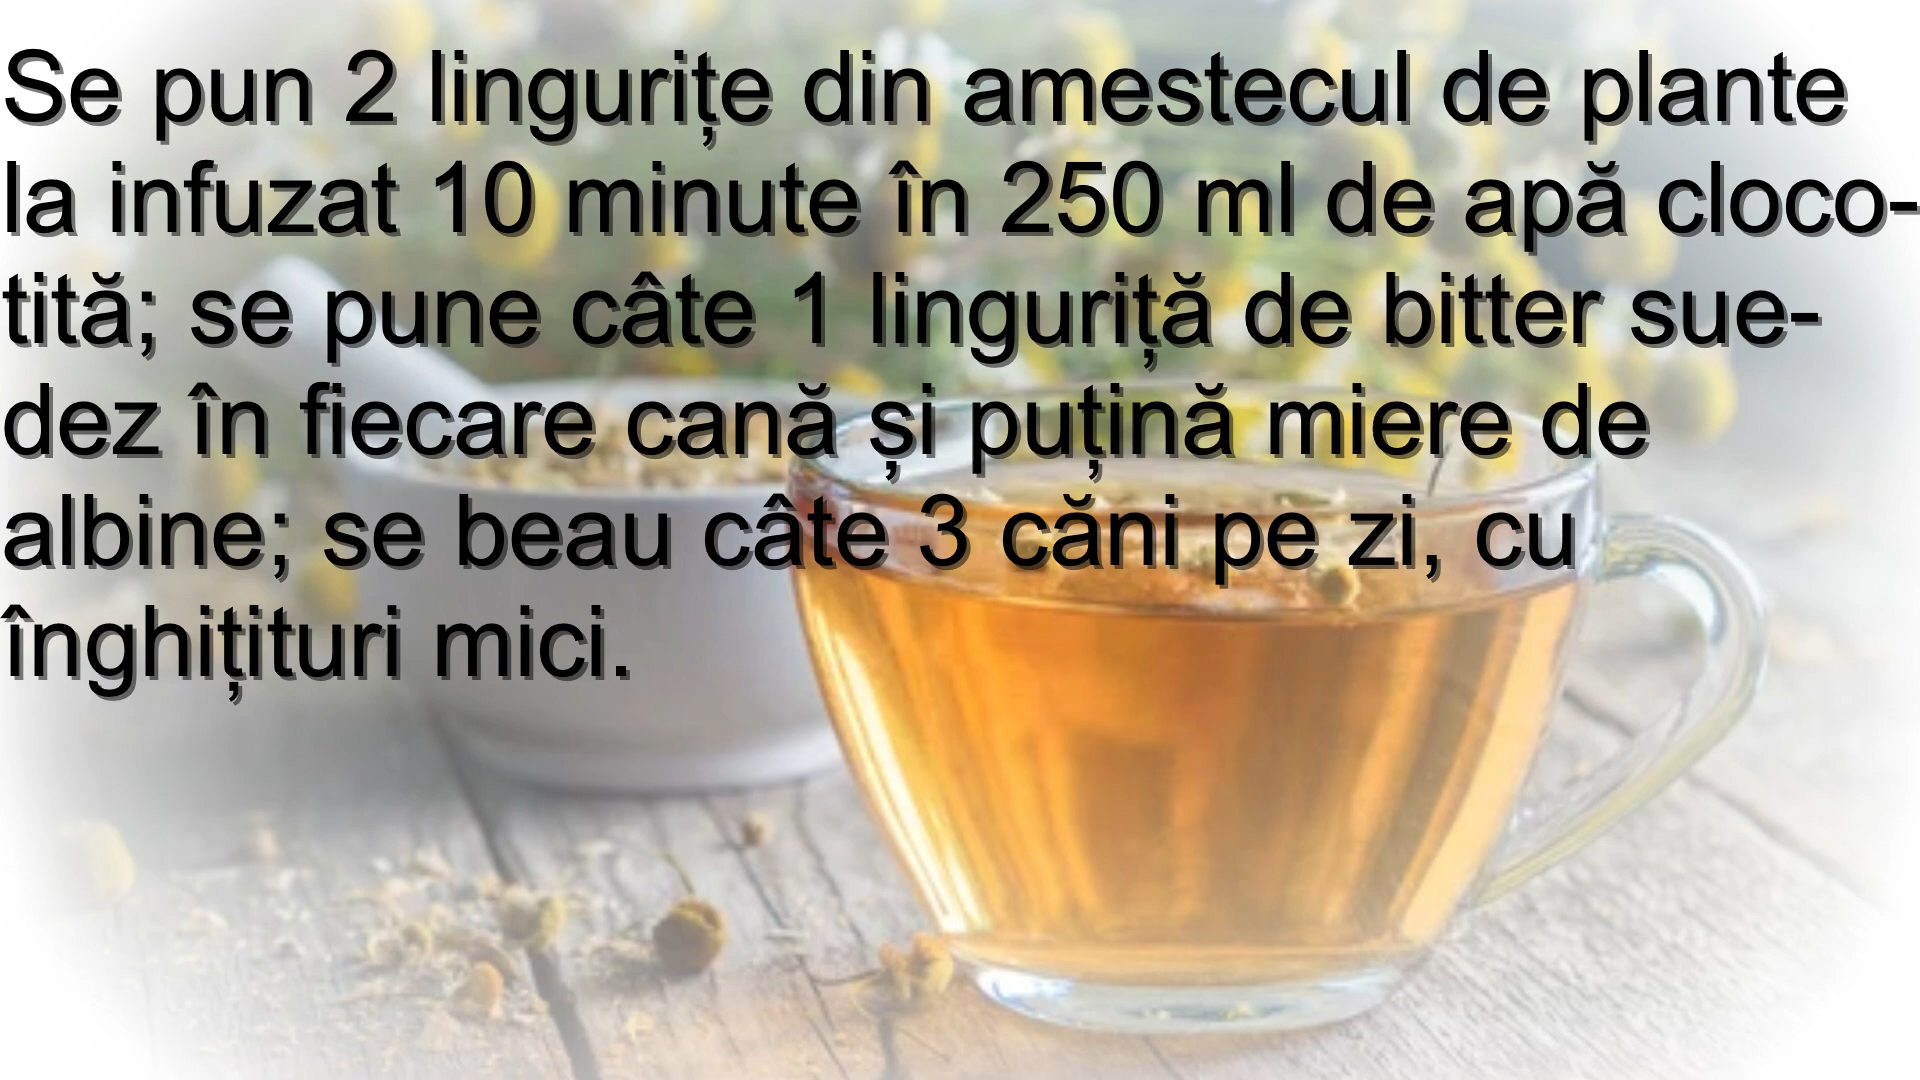 Se pun 2 lingurițe din amestecul de plante
la infuzat 10 minute în 250 ml de apă cloco-
tită; se pune câte 1 linguriță de bitter sue-
dez în fiecare cană și puțină miere de
albine; se beau câte 3 căni pe zi, cu
înghițituri mici.